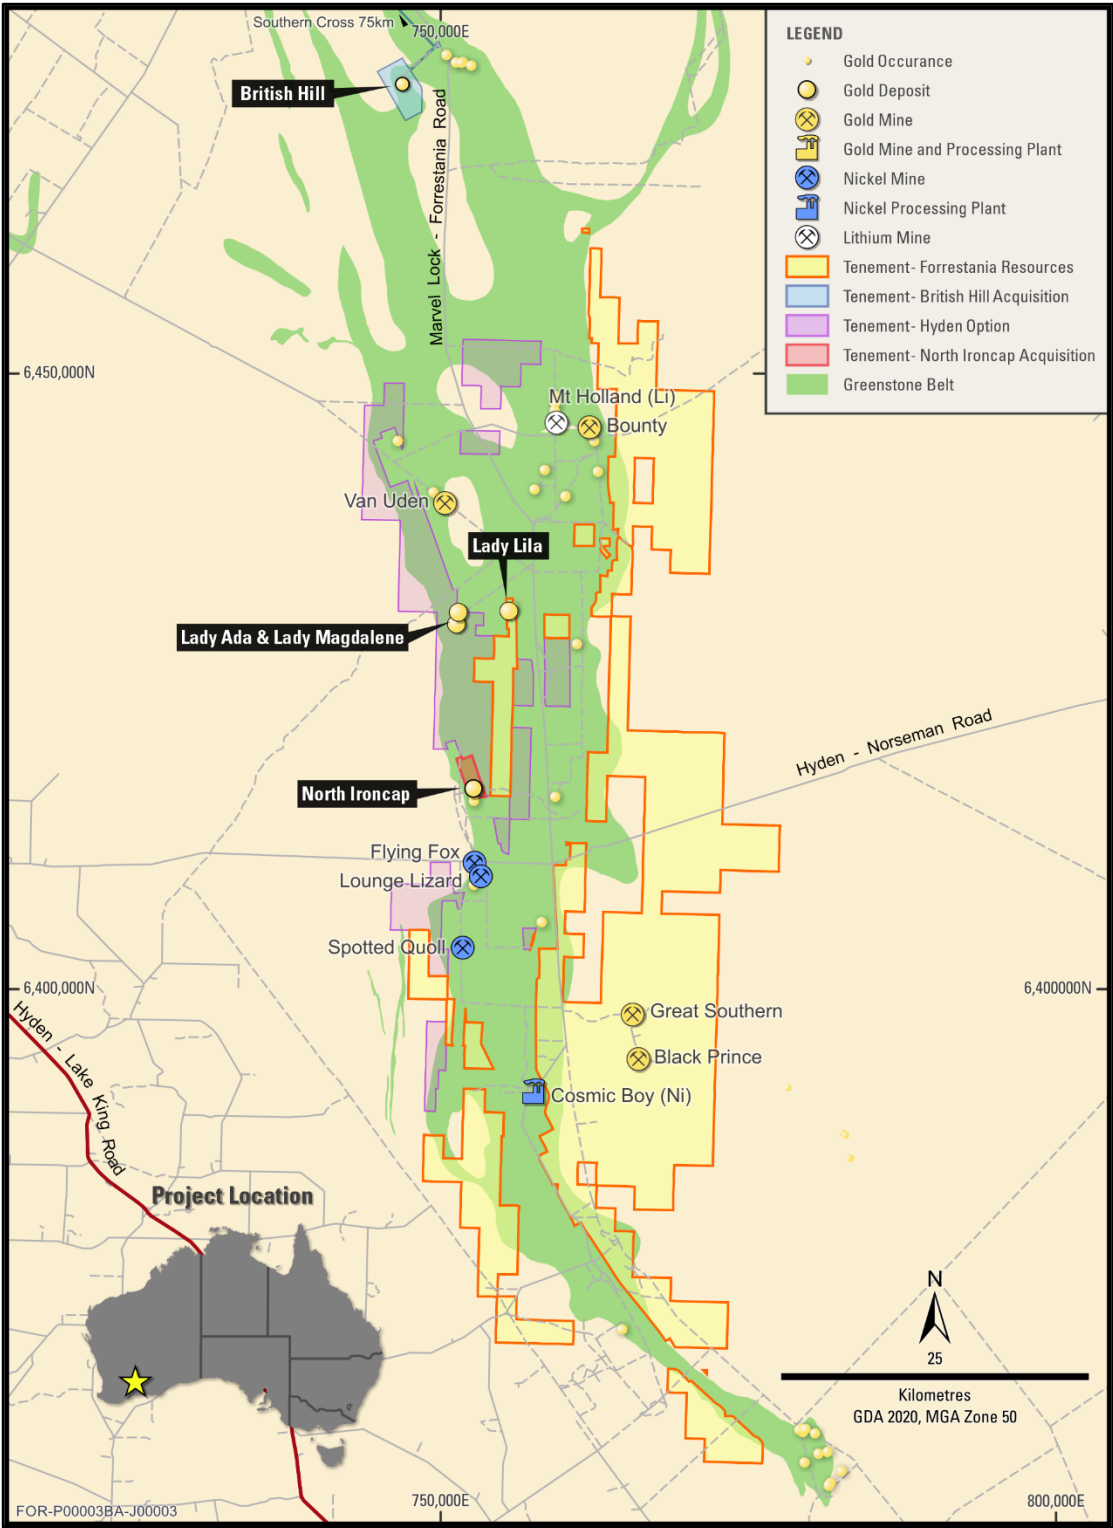 Southern Cross 75km
750,000E
British Hill
Marvel Lock - Forrestania Road
LEGEND
Gold Occurance
Gold Deposit
Gold Mine
Gold Mine and Processing Plant
Nickel Mine
Nickel Processing Plant
Lithium Mine
Tenement- Forrestania Resources
Tenement- British Hill Acquisition
Tenement- Hyden Option
Tenement- North Ironcap Acquisition
Greenstone Belt
6,450,000N
Mt Holland (Li)
Bounty
Van Uden
Lady Lila
Lady Ada & Lady Magdalene
Hyden - Norseman Road
North Ironcap
Flying Fox
Lounge Lizard
Spotted Quoll
6,400,000N
6,400000N
Great Southern
Black Prince
Cosmic Boy (Ni)
Hyden - Lake King Road
Project Location
N
25
Kilometres
GDA 2020, MGA Zone 50
FOR-P00003BA-J00003
750,000E
800,000E